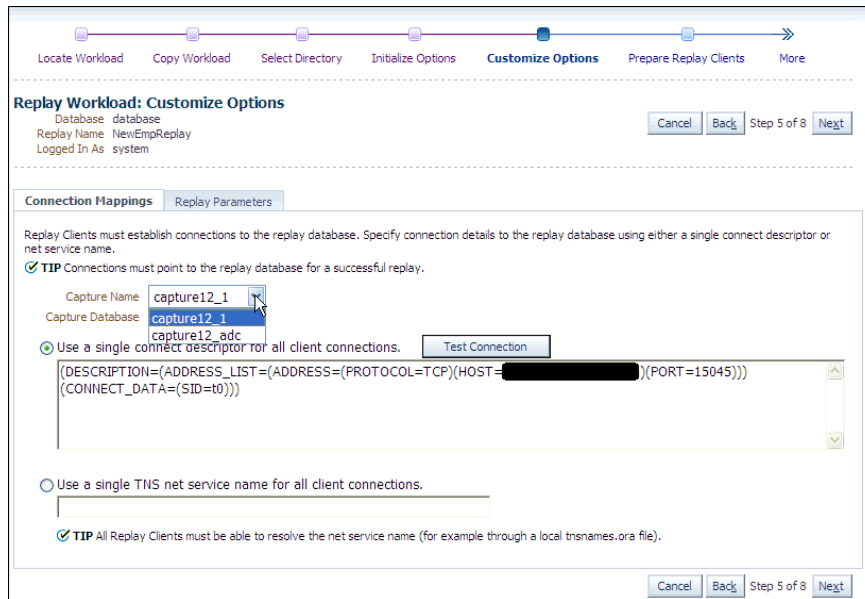 Locate Workload Copy Workload Select Directory Initialize Options Customize Options Prepare Replay Clients More
Replay Workload: Customize Options
Database database
Replay Name NewEmpReplay
Logged In As system
Cancel Back Step 5 of 8 Next
Connection Mappings Replay Parameters
Replay Clients must establish connections to the replay database. Specify connection details to the replay database using either a single connect descriptor or
net service name.
TIP Connections must point to the replay database for a successful replay.
Capture Name capture12_1
Capture Database capture12_1
capture12_adc
Use a single connect descriptor for all client connections. Test Connection
(DESCRIPTION=(ADDRESS_LIST=(ADDRESS=(PROTOCOL=TCP)(HOST= )(PORT=15045)))
(CONNECT_DATA=(SID=t0)))
Use a single TNS net service name for all client connections.
TIP All Replay Clients must be able to resolve the net service name (for example through a local tnsnames.ora file).
Cancel Back Step 5 of 8 Next